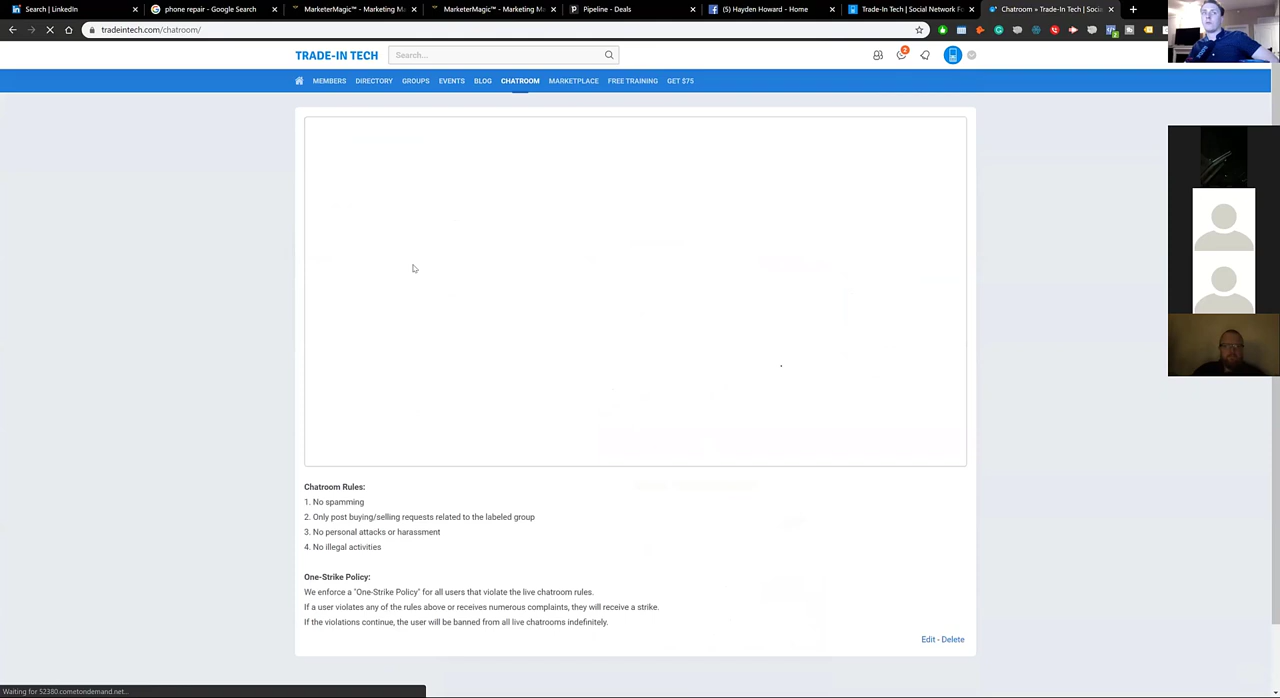 Search | LinkedIn
phone repair - Google Search
MarketerMagic™ - Marketing M
MarketerMagic™ - Marketing M
Pipeline - Deals
(5) Hayden Howard - Home
Trade-In Tech | Social Network Fo
Chatroom » Trade-In Tech | Socia
tradeintech.com/chatroom/
TRADE-IN TECH
Search...
2
MEMBERS
DIRECTORY
GROUPS
EVENTS
BLOG
CHATROOM
MARKETPLACE
FREE TRAINING
GET $75
Chatroom Rules:
1. No spamming
2. Only post buying/selling requests related to the labeled group
3. No personal attacks or harassment
4. No illegal activities
One-Strike Policy:
We enforce a "One-Strike Policy" for all users that violate the live chatroom rules.
If a user violates any of the rules above or receives numerous complaints, they will receive a strike.
If the violations continue, the user will be banned from all live chatrooms indefinitely.
Edit - Delete
Waiting for 52380.cometondemand.net...